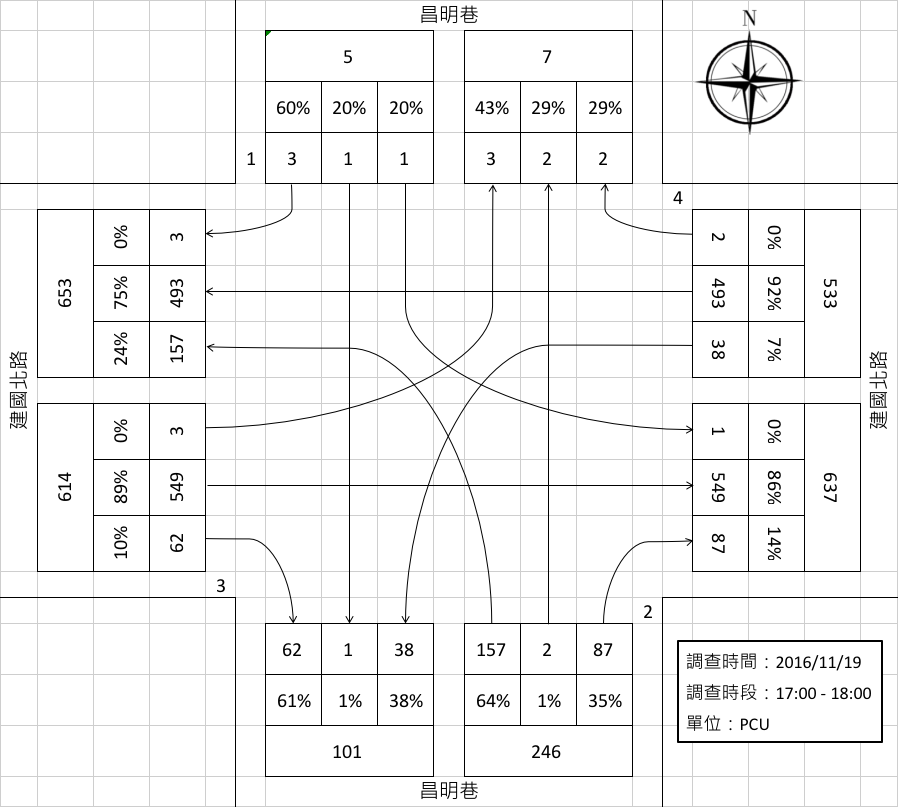 昌明巷
N
5
7
60% 20% 20%
43% 29% 29%
1
3 1 1
3 2 2
4
653
0% 3
75% 493
24% 157
2 0%
493 92%
38 7%
533
建國北路
建國北路
614
0% 3
89% 549
10% 62
1 0%
549 86%
87 14%
637
3
2
62 1 38
157 2 87
61% 1% 38%
64% 1% 35%
101
246
調查時間：2016/11/19
調查時段：17:00 - 18:00
單位：PCU
昌明巷